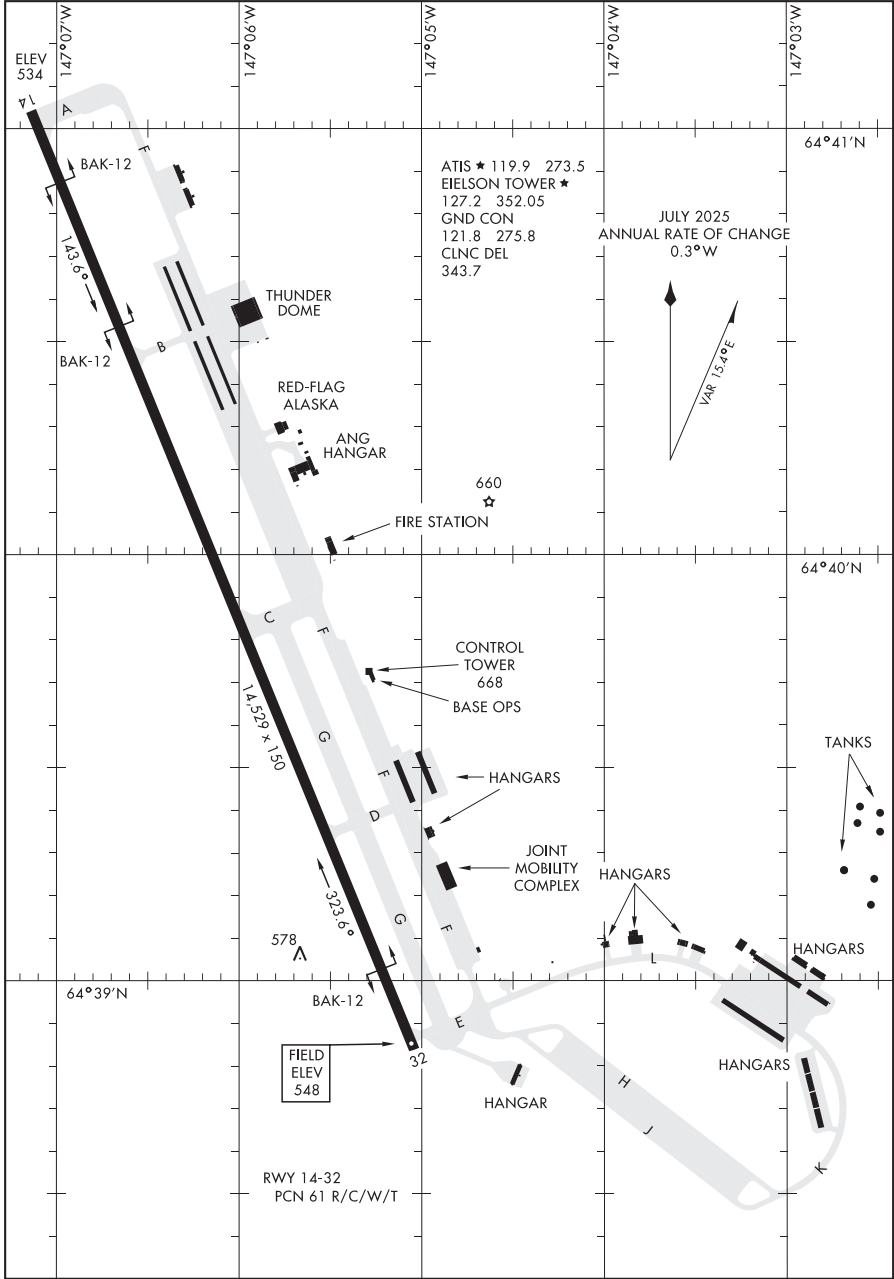 147°07'W
147°06'W
147°05'W
147°04'W
147°03'W
ELEV
534
14
A
F
64°41'N
BAK-12
ATIS ★ 119.9 273.5
EIELSON TOWER ★
127.2 352.05
GND CON
121.8 275.8
CLNC DEL
343.7
JULY 2025
ANNUAL RATE OF CHANGE
0.3°W
143.6°
THUNDER
DOME
VAR 15.4°E
B
BAK-12
RED-FLAG
ALASKA
ANG
HANGAR
660
FIRE STATION
64°40'N
C
F
CONTROL
TOWER
668
BASE OPS
14,529 x 150
G
F
HANGARS
TANKS
D
JOINT
MOBILITY
COMPLEX
HANGARS
323.6°
G
F
578
L
HANGARS
64°39'N
BAK-12
E
32
FIELD
ELEV
548
HANGARS
HANGAR
H
J
K
RWY 14-32
PCN 61 R/C/W/T